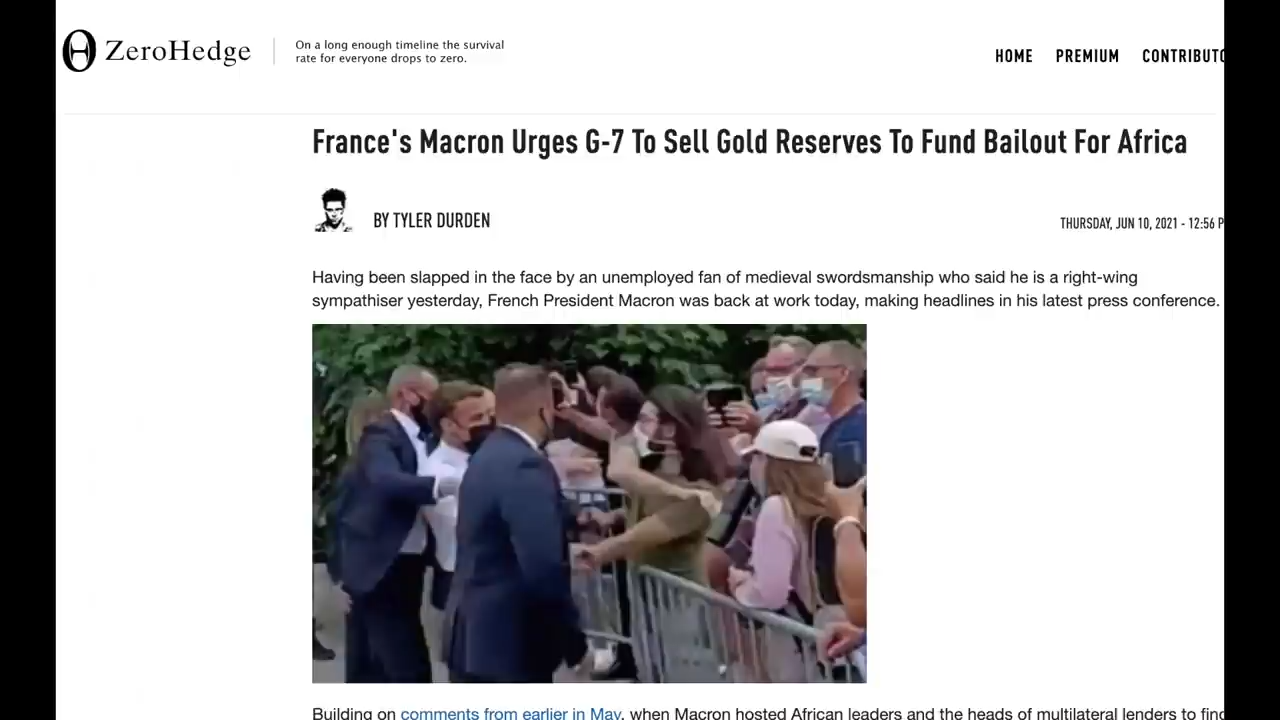 ZeroHedge
On a long enough timeline the survival
rate for everyone drops to zero.
HOME PREMIUM CONTRIBUTO
France's Macron Urges G-7 To Sell Gold Reserves To Fund Bailout For Africa
BY TYLER DURDEN
THURSDAY, JUN 10, 2021 - 12:56 P
Having been slapped in the face by an unemployed fan of medieval swordsmanship who said he is a right-wing
sympathiser yesterday, French President Macron was back at work today, making headlines in his latest press conference.
Building on comments from earlier in May, when Macron hosted African leaders and the heads of multilateral lenders to find